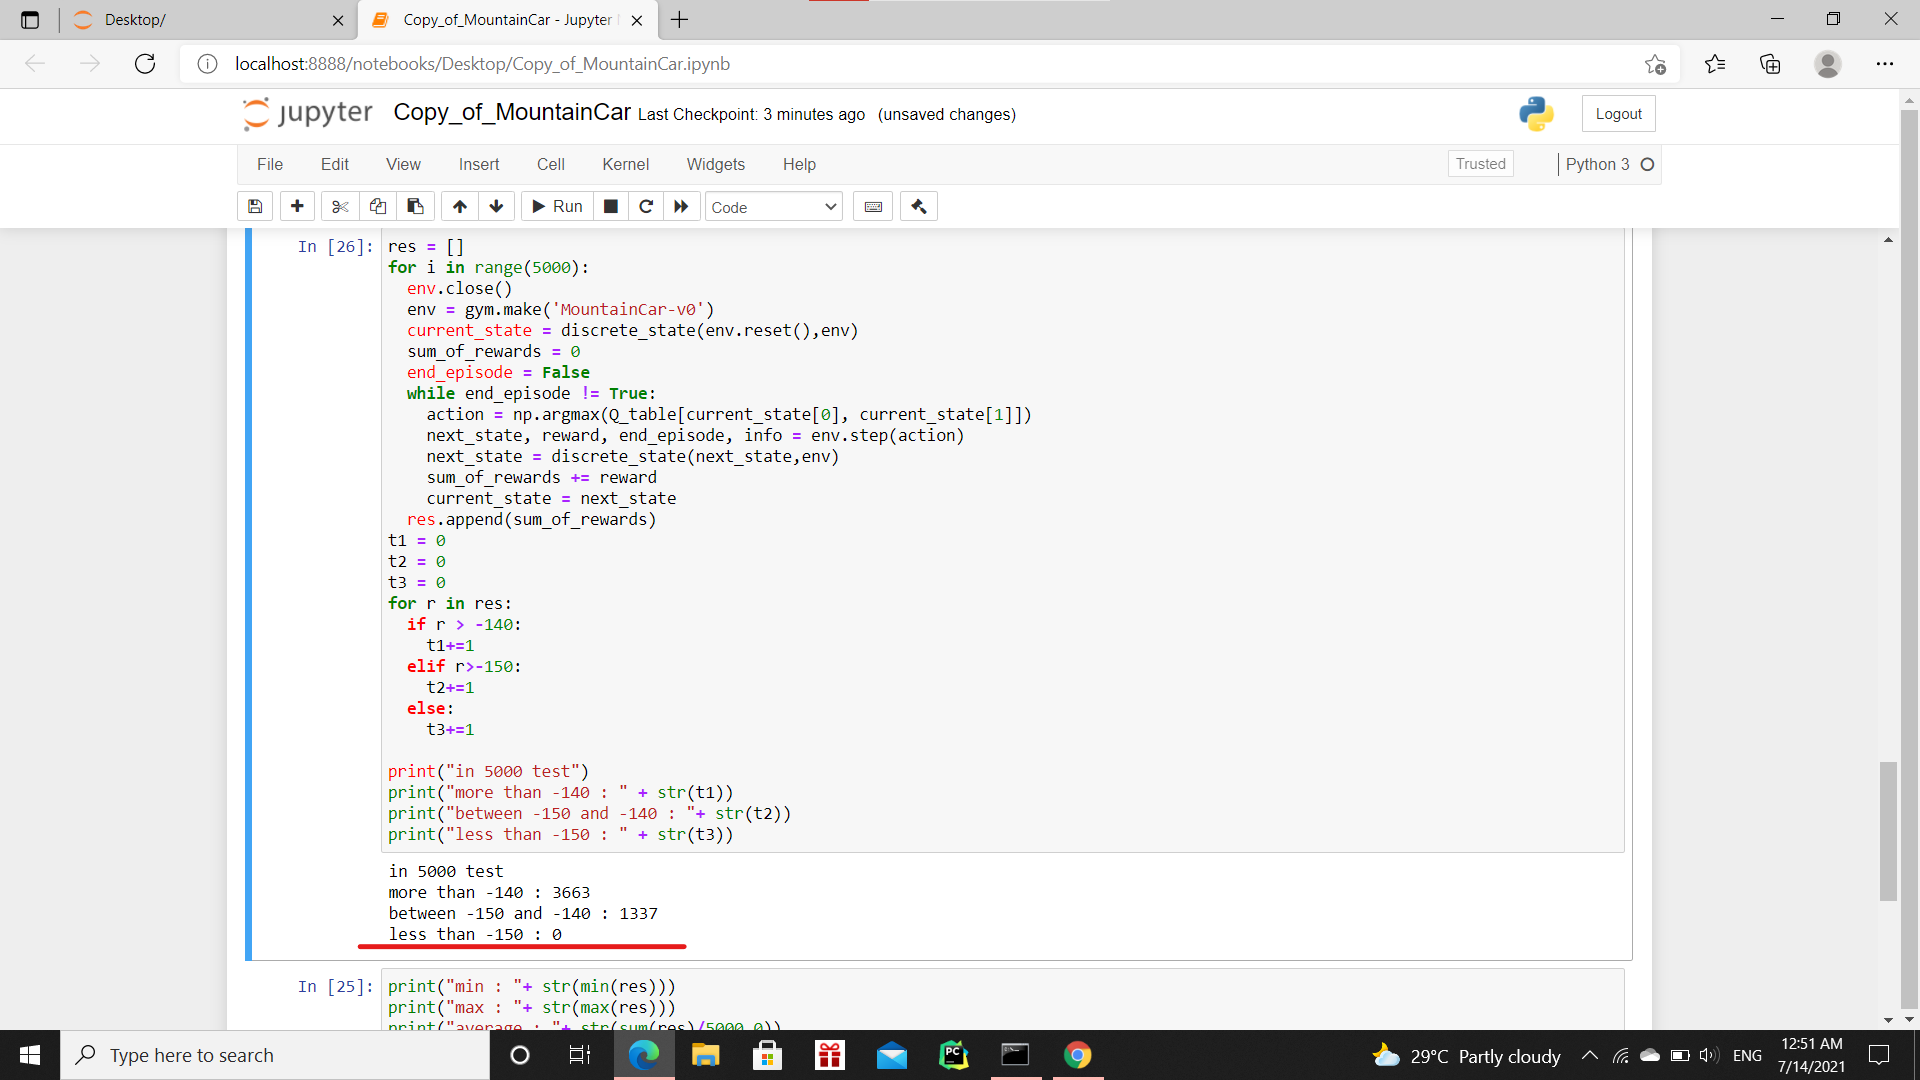 Desktop/
Copy_of_MountainCar - Jupyter
localhost:8888/notebooks/Desktop/Copy_of_MountainCar.ipynb
jupyter Copy_of_MountainCar Last Checkpoint: 3 minutes ago (unsaved changes)
Logout
File Edit View Insert Cell Kernel Widgets Help
Trusted
Python 3
Run
Code
In [26]:
res = []
for i in range(5000):
  env.close()
  env = gym.make('MountainCar-v0')
  current_state = discrete_state(env.reset(),env)
  sum_of_rewards = 0
  end_episode = False
  while end_episode != True:
    action = np.argmax(Q_table[current_state[0], current_state[1]])
    next_state, reward, end_episode, info = env.step(action)
    next_state = discrete_state(next_state,env)
    sum_of_rewards += reward
    current_state = next_state
  res.append(sum_of_rewards)
t1 = 0
t2 = 0
t3 = 0
for r in res:
  if r > -140:
    t1+=1
  elif r>-150:
    t2+=1
  else:
    t3+=1
print("in 5000 test")
print("more than -140 : " + str(t1))
print("between -150 and -140 : "+ str(t2))
print("less than -150 : " + str(t3))
in 5000 test
more than -140 : 3663
between -150 and -140 : 1337
less than -150 : 0
In [25]:
print("min : "+ str(min(res)))
print("max : "+ str(max(res)))
print("average : "+ str(sum(res)/5000.0))
Type here to search
PC
29°C Partly cloudy
ENG
12:51 AM
7/14/2021